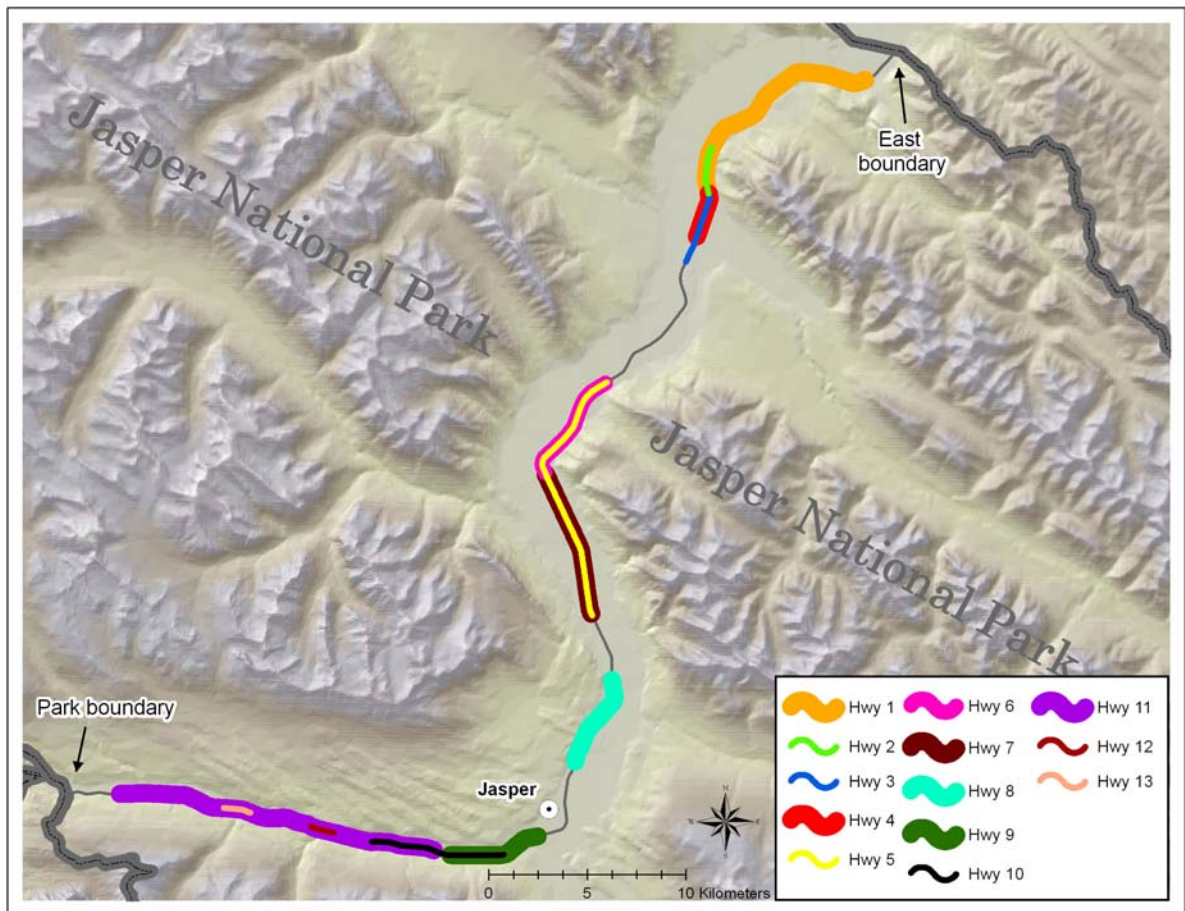 Jasper National Park
East
boundary
Jasper National Park
Park boundary
Jasper
N
0 5 10 Kilometers
Hwy 1
Hwy 2
Hwy 3
Hwy 4
Hwy 5
Hwy 6
Hwy 7
Hwy 8
Hwy 9
Hwy 10
Hwy 11
Hwy 12
Hwy 13